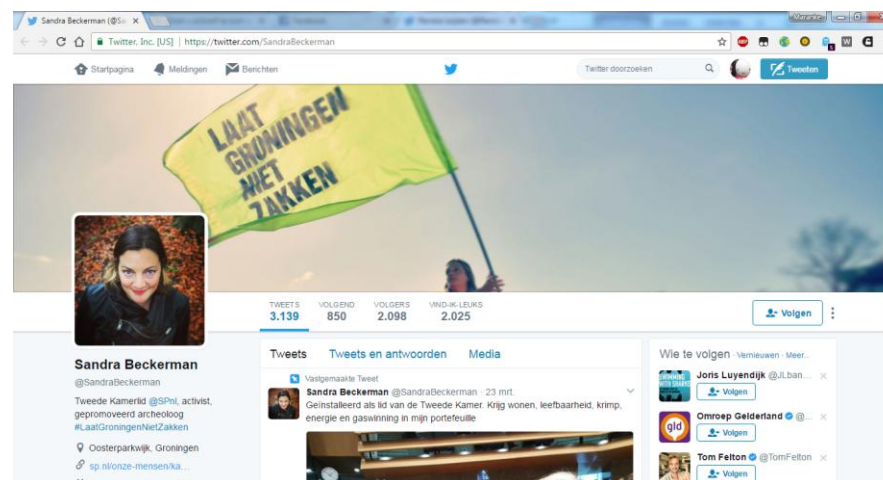 Sandra Beckerman (@Sa
Twitter, Inc. [US] | https://twitter.com/SandraBeckerman
Startpagina Meldingen Berichten
Twitter doorzoeken
Tweeten
LAAT
GRONINGEN
NIET
ZAKKEN
TWEETS VOLGEND VOLGERS VIND-IK-LEUKS
3.139 850 2.098 2.025
Volgen
Sandra Beckerman
@SandraBeckerman
Tweede Kamerlid @SPnl, activist,
gepromoveerd archeoloog
#LaatGroningenNietZakken
Oosterparkwijk, Groningen
sp.nl/onze-mensen/ka...
Tweets Tweets en antwoorden Media
Vastgemaakte Tweet
Sandra Beckerman @SandraBeckerman · 23 mrt.
Geïnstalleerd als lid van de Tweede Kamer. Krijg wonen, leefbaarheid, krimp,
energie en gaswinning in mijn portefeuille
Wie te volgen · Vernieuwen · Meer...
Joris Luyendijk @JLban...
Volgen
gld
Omroep Gelderland @...
Volgen
Tom Felton @TomFelton
Volgen